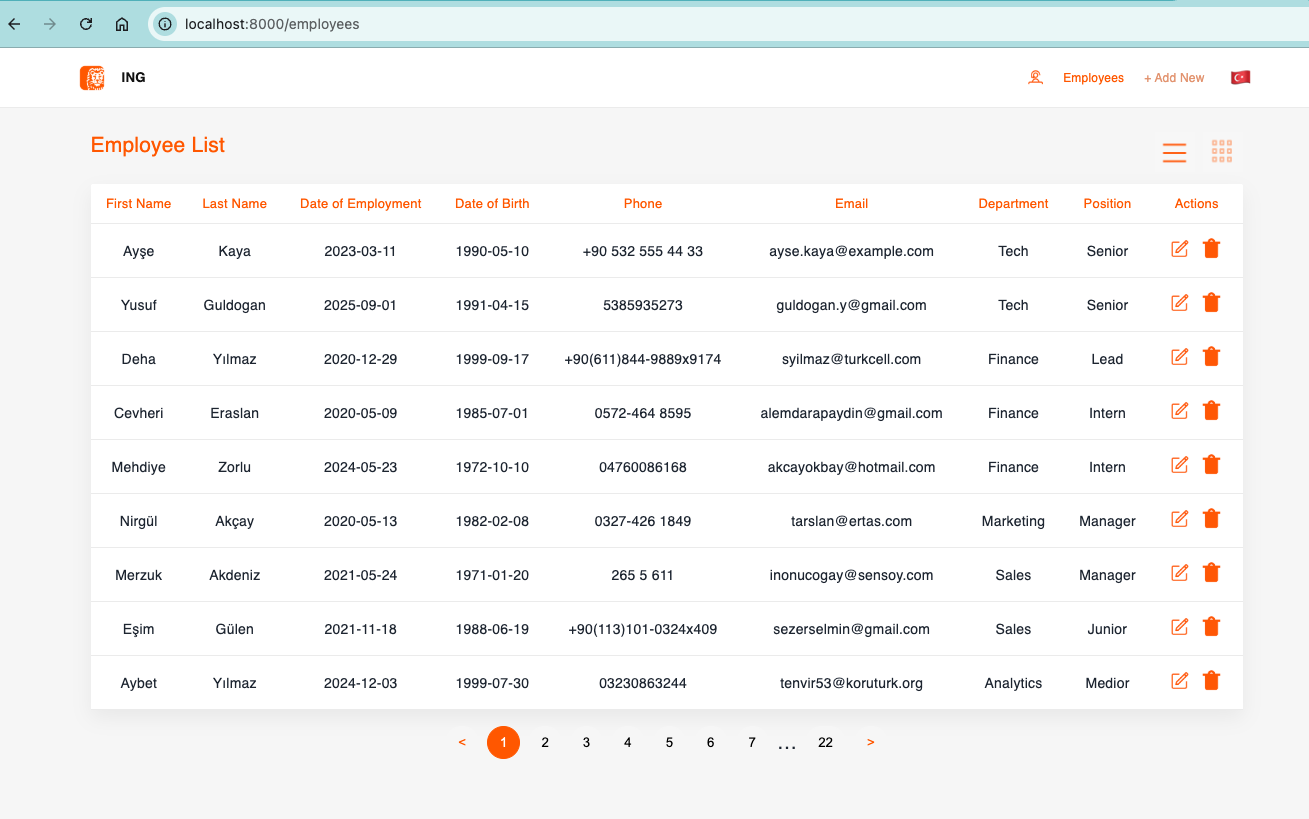 localhost:8000/employees
ING Employees + Add New
Employee List
First Name Last Name Date of Employment Date of Birth Phone Email Department Position Actions
Ayşe Kaya 2023-03-11 1990-05-10 +90 532 555 44 33 ayse.kaya@example.com Tech Senior
Yusuf Guldogan 2025-09-01 1991-04-15 5385935273 guldogan.y@gmail.com Tech Senior
Deha Yılmaz 2020-12-29 1999-09-17 +90(611)844-9889x9174 syilmaz@turkcell.com Finance Lead
Cevheri Eraslan 2020-05-09 1985-07-01 0572-464 8595 alemdarapaydin@gmail.com Finance Intern
Mehdiye Zorlu 2024-05-23 1972-10-10 04760086168 akcayokbay@hotmail.com Finance Intern
Nirgül Akçay 2020-05-13 1982-02-08 0327-426 1849 tarslan@ertas.com Marketing Manager
Merzuk Akdeniz 2021-05-24 1971-01-20 265 5 611 inonucogay@sensoy.com Sales Manager
Eşim Gülen 2021-11-18 1988-06-19 +90(113)101-0324x409 sezerselmin@gmail.com Sales Junior
Aybet Yılmaz 2024-12-03 1999-07-30 03230863244 tenvir53@koruturk.org Analytics Medior
< 1 2 3 4 5 6 7 ... 22 >